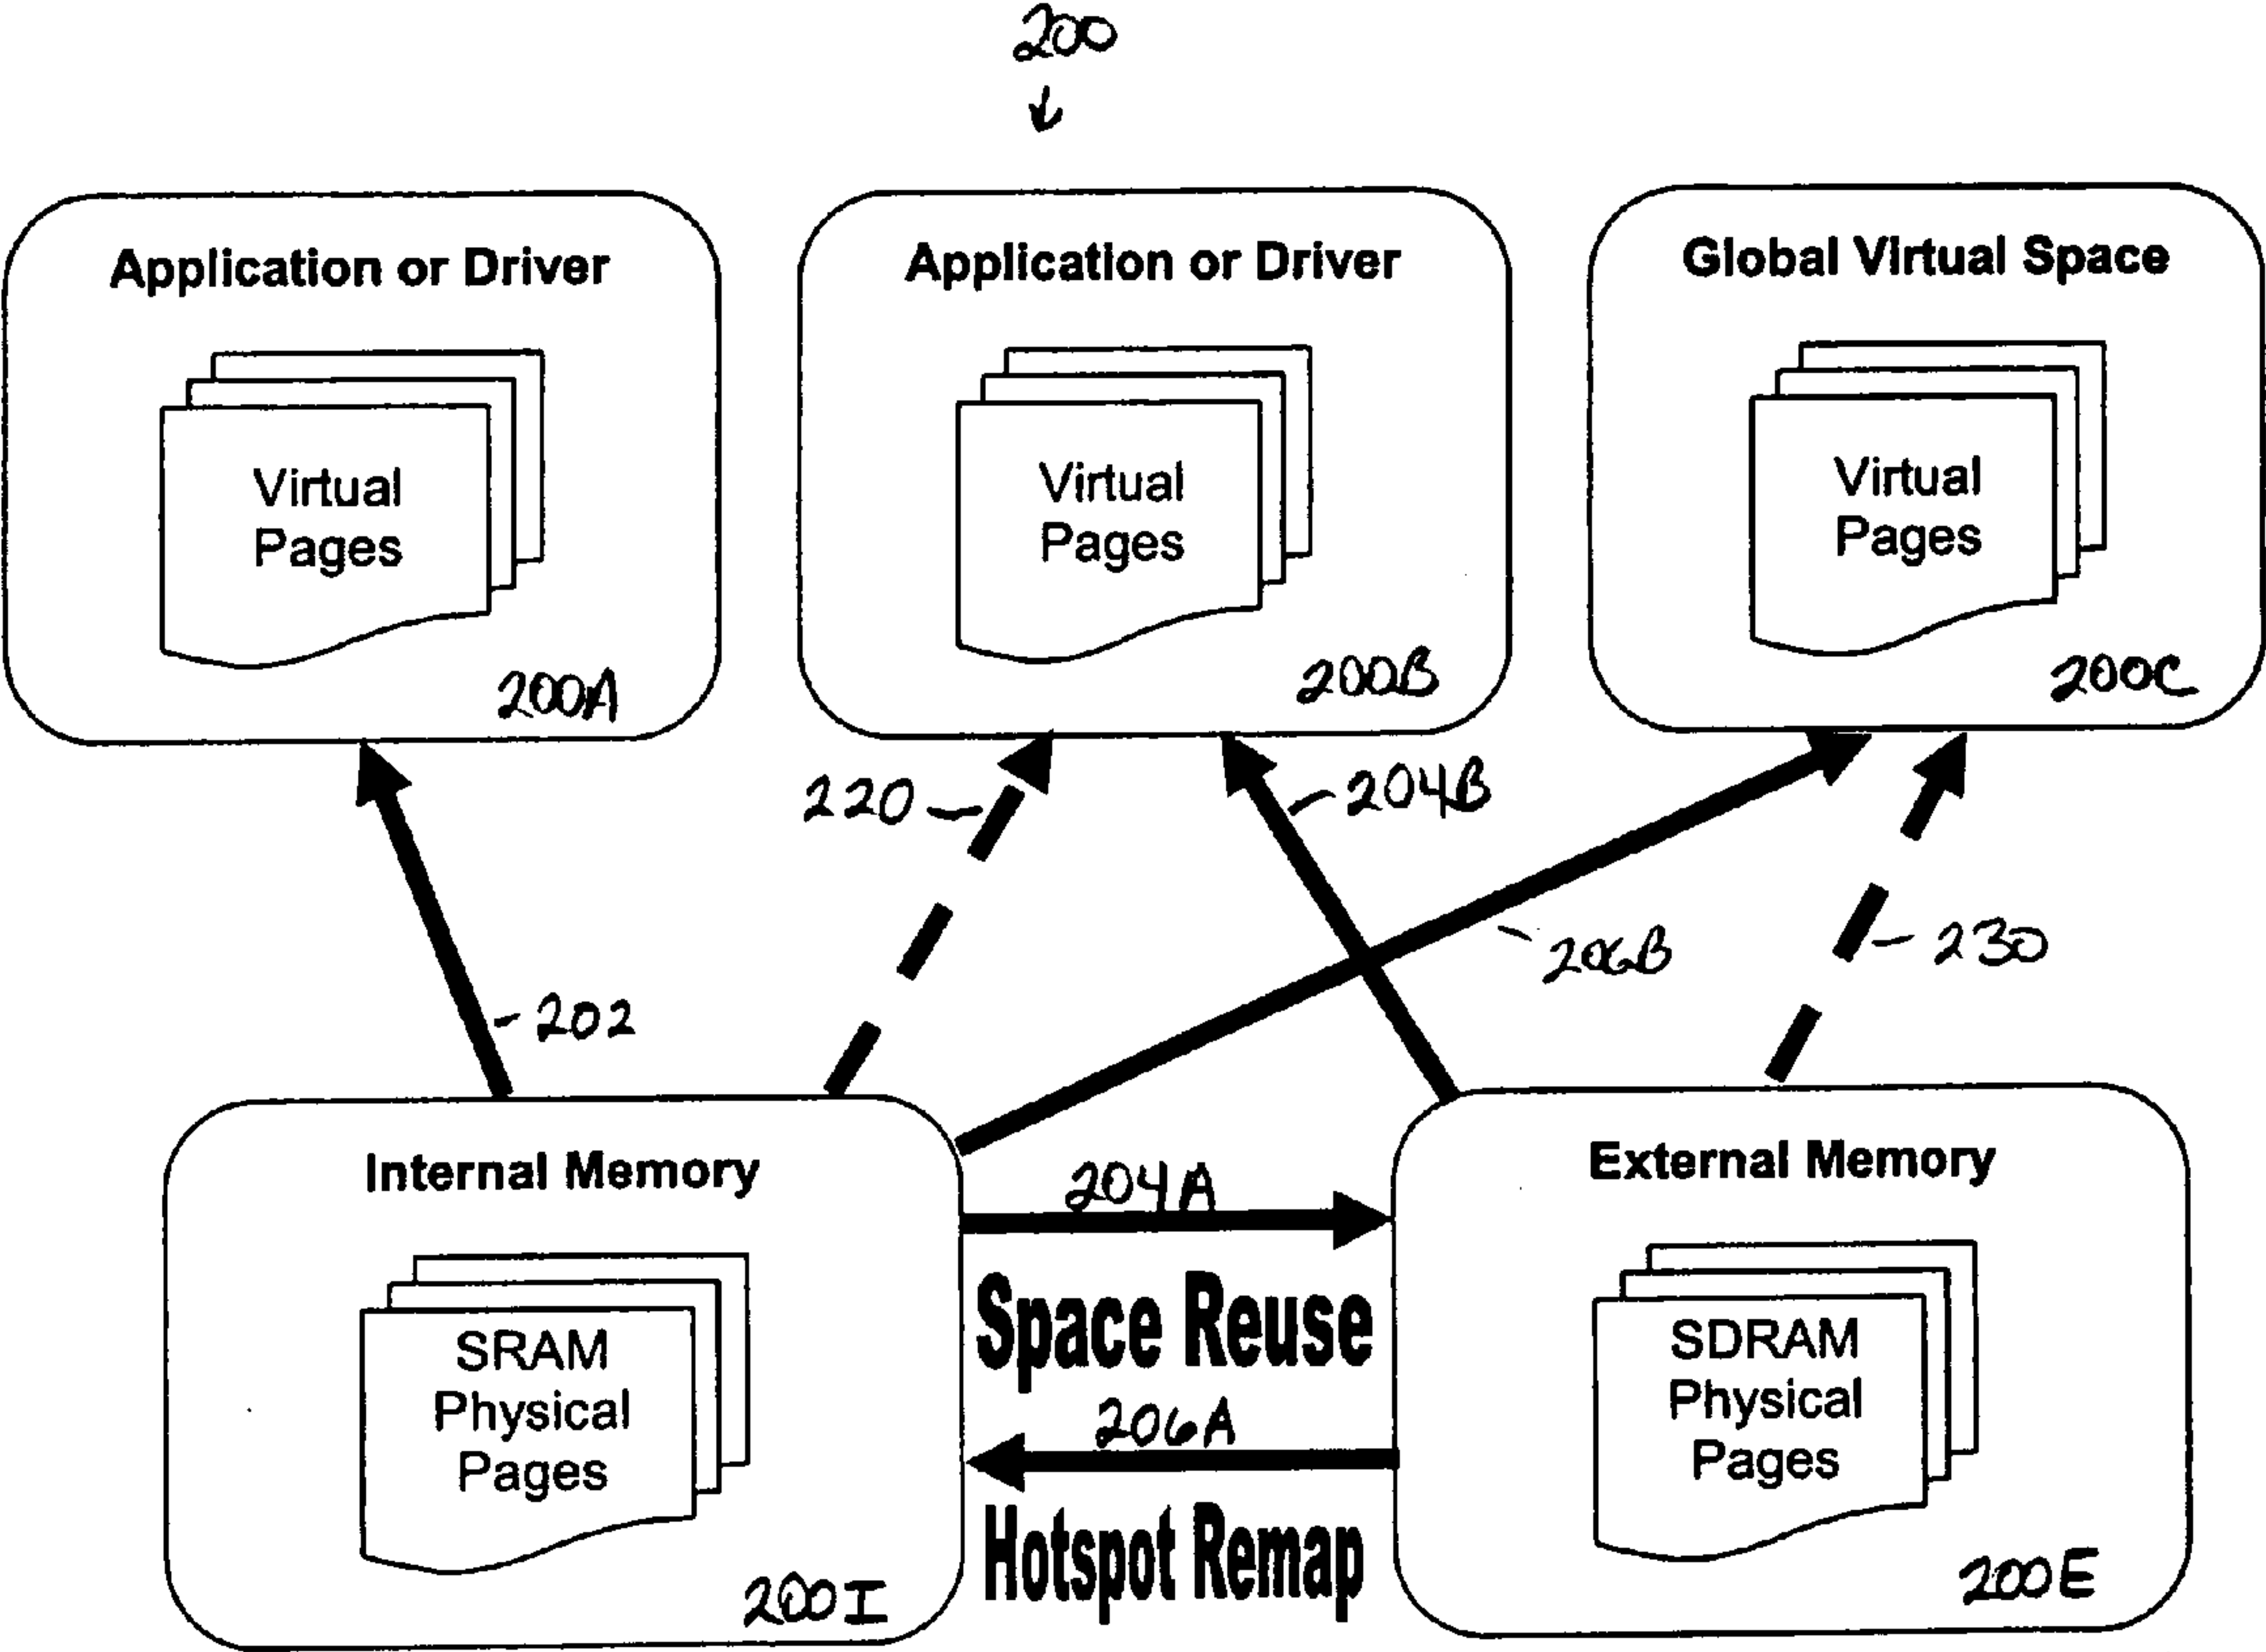 200
Application or Driver
Virtual
Pages
200A
Application or Driver
Virtual
Pages
200B
Global Virtual Space
Virtual
Pages
200C
220
204B
206B
230
202
Internal Memory
SRAM
Physical
Pages
200I
204A
Space Reuse
206A
Hotspot Remap
External Memory
SDRAM
Physical
Pages
200E